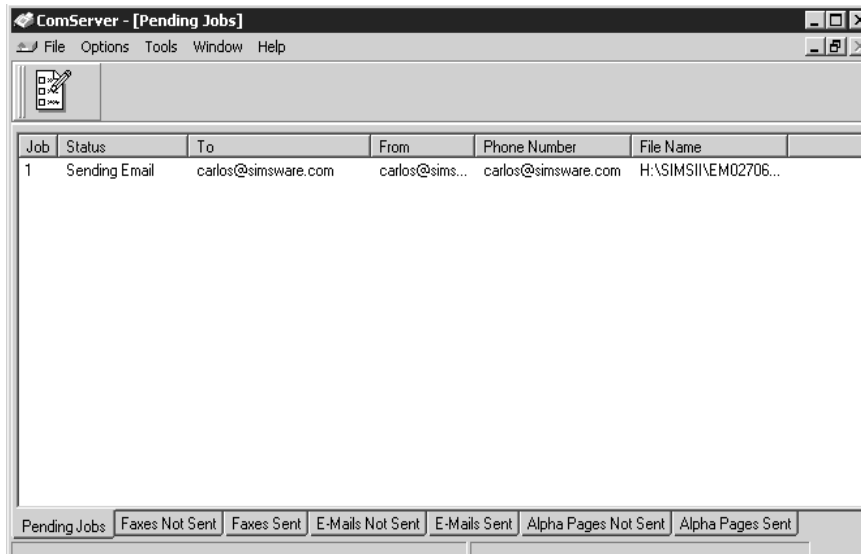 ComServer - [Pending Jobs]
File Options Tools Window Help
Job Status To From Phone Number File Name
1 Sending Email carlos@simsware.com carlos@sims... carlos@simsware.com H:\SIMSII\EM02706...
Pending Jobs Faxes Not Sent Faxes Sent E-Mails Not Sent E-Mails Sent Alpha Pages Not Sent Alpha Pages Sent